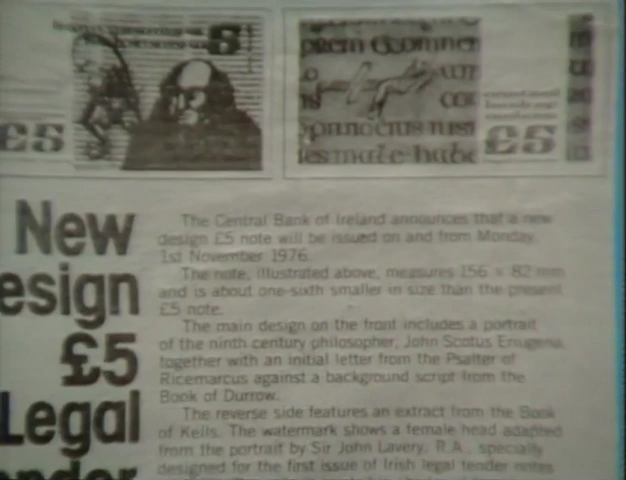 £5
£5
New
esign
£5
Legal
ender
The Central Bank of Ireland announces that a new
design £5 note will be issued on and from Monday,
1st November 1976.
The note, illustrated above, measures 156 × 82 mm
and is about one-sixth smaller in size than the present
£5 note.
The main design on the front includes a portrait
of the ninth century philosopher, John Scotus Eriugena,
together with an initial letter from the Psalter of
Ricemarcus against a background script from the
Book of Durrow.
The reverse side features an extract from the Book
of Kells. The watermark shows a female head adapted
from the portrait by Sir John Lavery, R.A., specially
designed for the first issue of Irish legal tender notes